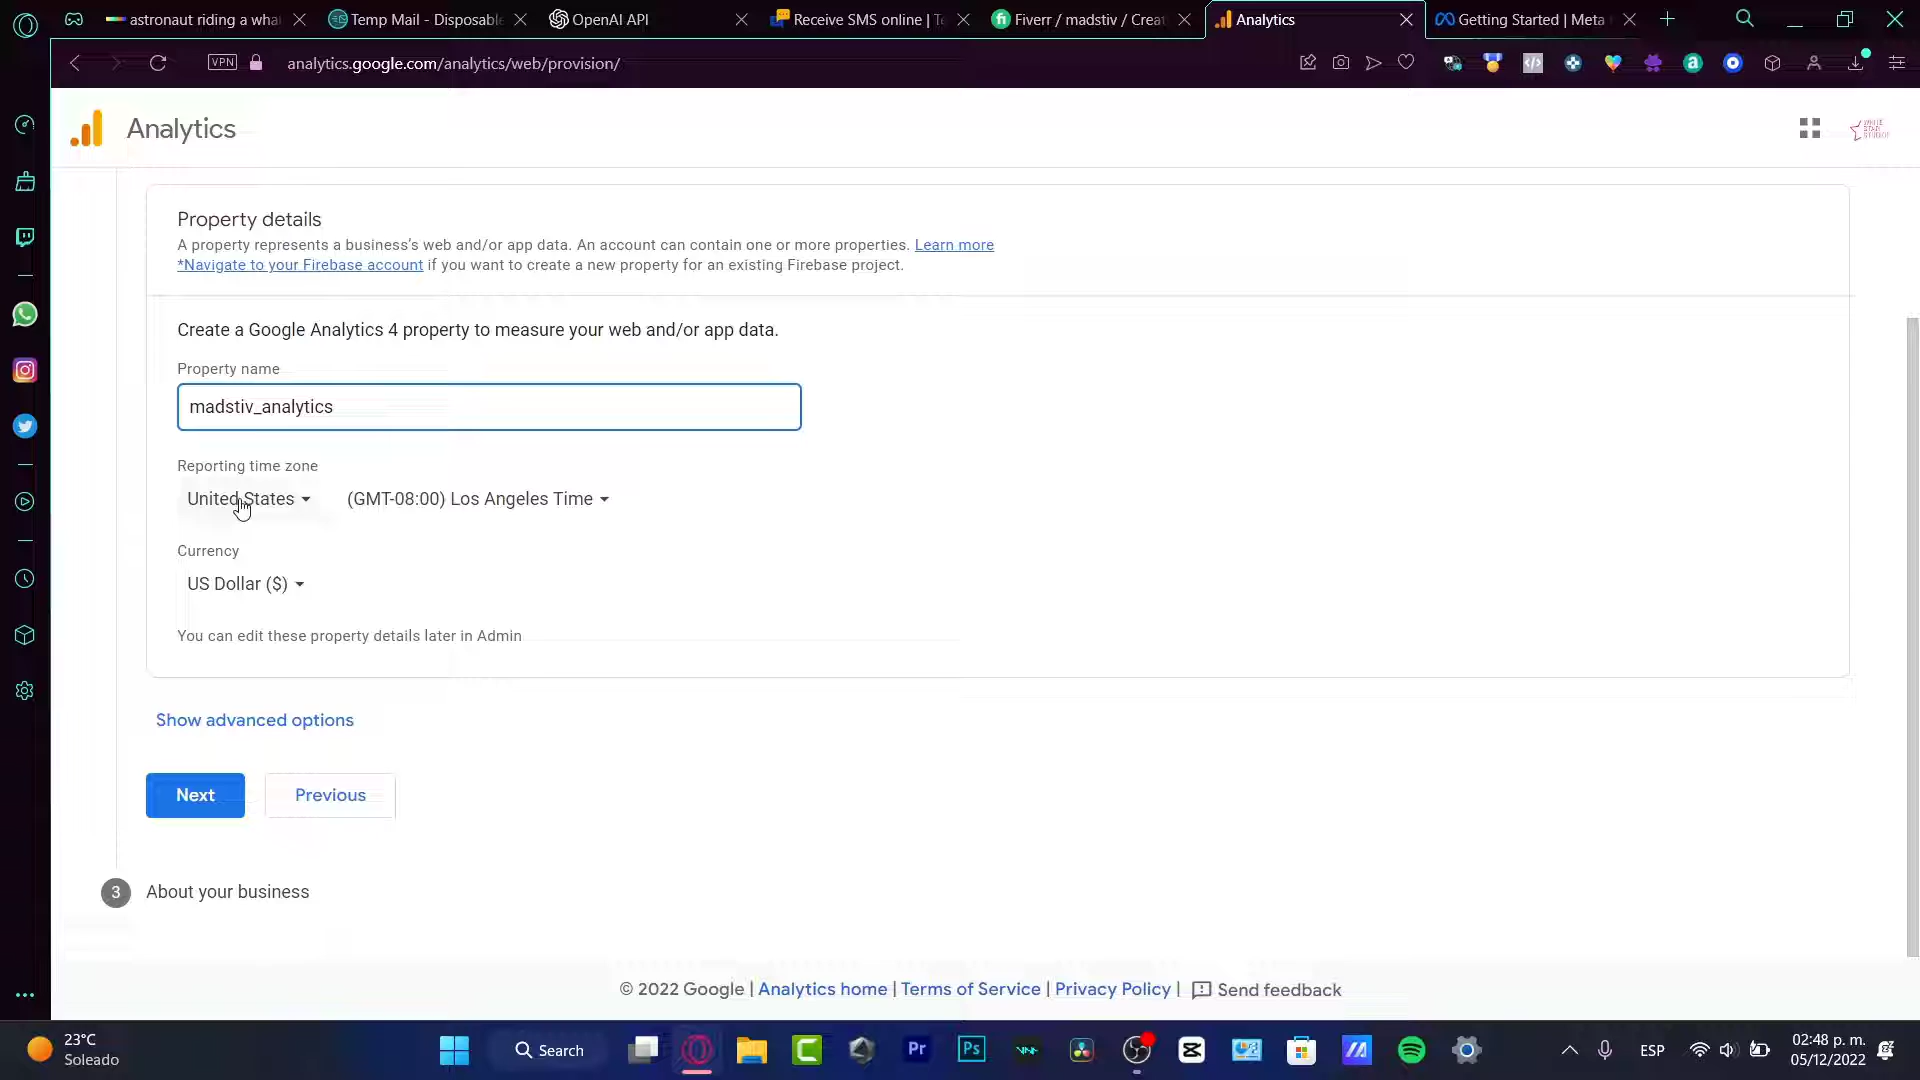 astronaut riding a wha
Temp Mail - Disposable
OpenAI API
Receive SMS online | Te
Fiverr / madstiv / Creat
Analytics
Getting Started | Meta
VPN
analytics.google.com/analytics/web/provision/
Analytics
Property details
A property represents a business's web and/or app data. An account can contain one or more properties. Learn more
*Navigate to your Firebase account if you want to create a new property for an existing Firebase project.
Create a Google Analytics 4 property to measure your web and/or app data.
Property name
madstiv_analytics
Reporting time zone
United States
(GMT-08:00) Los Angeles Time
Currency
US Dollar ($)
You can edit these property details later in Admin
Show advanced options
Next
Previous
3
About your business
© 2022 Google | Analytics home | Terms of Service | Privacy Policy | Send feedback
23°C
Soleado
Search
Pr
Ps
ESP
02:48 p. m.
05/12/2022